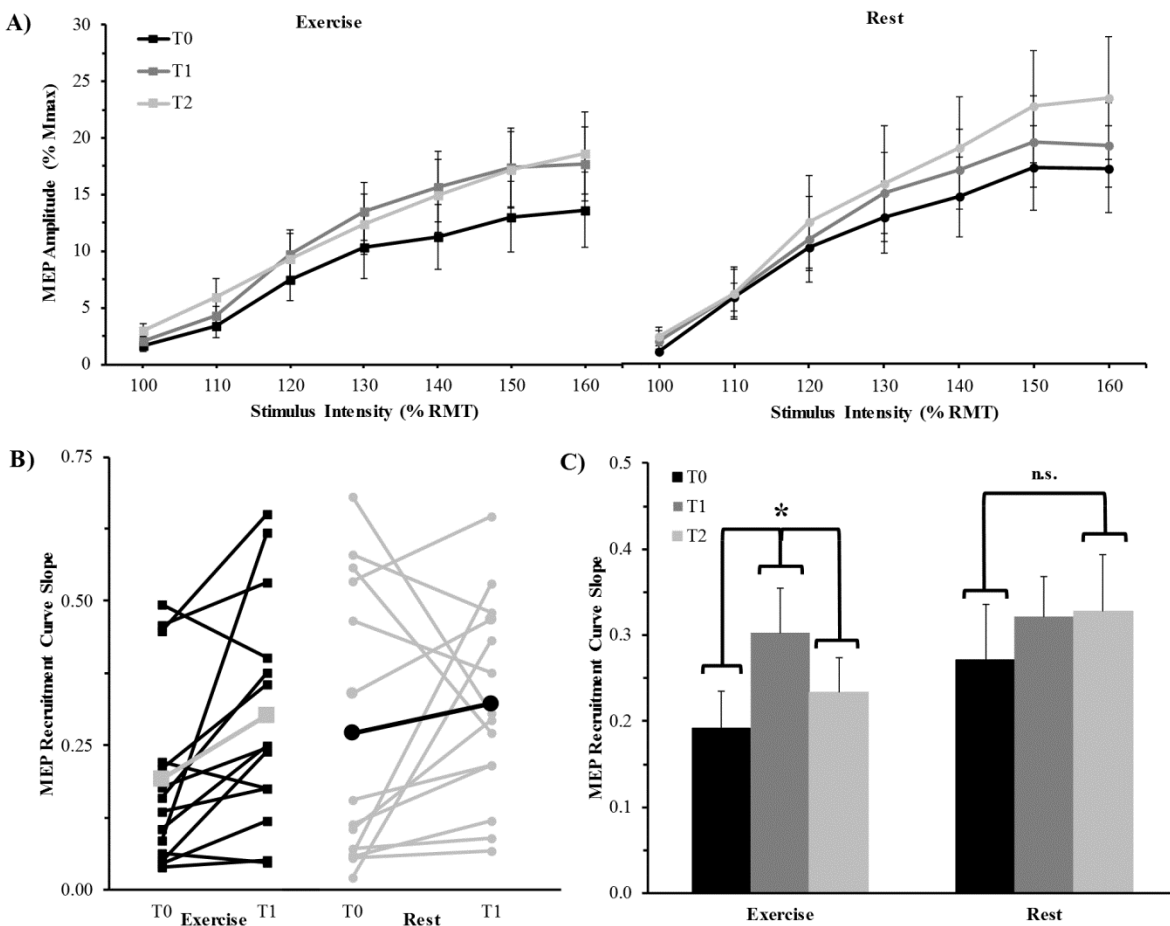 A)
Exercise
Rest
T0
T1
T2
MEP Amplitude (% Mmax)
30
25
20
15
10
5
0
100 110 120 130 140 150 160
Stimulus Intensity (% RMT)
100 110 120 130 140 150 160
Stimulus Intensity (% RMT)
B)
MEP Recruitment Curve Slope
0.75
0.50
0.25
0.00
T0 Exercise T1
T0 Rest T1
C)
MEP Recruitment Curve Slope
0.5
0.4
0.3
0.2
0.1
0.0
T0
T1
T2
*
n.s.
Exercise
Rest